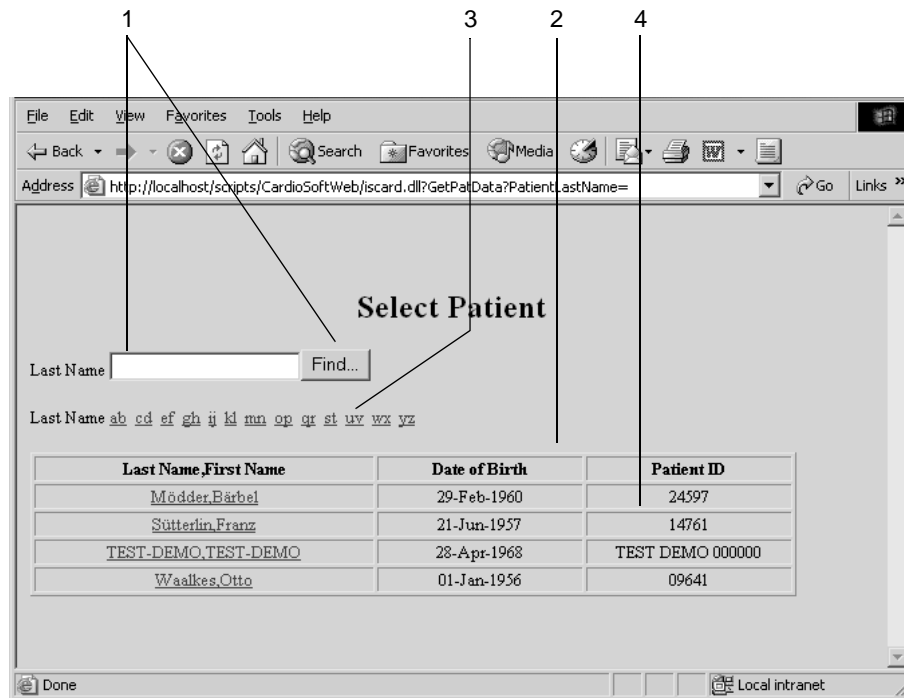 1 3 2 4
File Edit View Favorites Tools Help
Back Search Favorites Media
Address http://localhost/scripts/CardioSoftWeb/iscard.dll?GetPatData?PatientLastName= Go Links »
Select Patient
Last Name Find...
Last Name ab cd ef gh ij kl mn op qr st uv wx yz
Last Name,First Name Date of Birth Patient ID
Mödder,Bärbel 29-Feb-1960 24597
Sütterlin,Franz 21-Jun-1957 14761
TEST-DEMO,TEST-DEMO 28-Apr-1968 TEST DEMO 000000
Waalkes,Otto 01-Jan-1956 09641
Done Local intranet